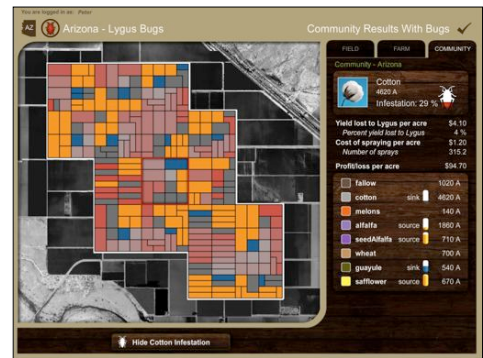 You are logged in as: Peter
AZ Arizona - Lygus Bugs
Community Results With Bugs
FIELD FARM COMMUNITY
Community - Arizona
Cotton
4620 A
Infestation: 29 %
Yield lost to Lygus per acre $4.10
Percent yield lost to Lygus 4 %
Cost of spraying per acre $1.20
Number of sprays 315.2
Profit/loss per acre $94.70
fallow 1020 A
cotton sink 4620 A
melons 140 A
alfalfa source 1860 A
seedAlfalfa source 710 A
wheat 700 A
guayule sink 540 A
safflower source 670 A
Hide Cotton Infestation